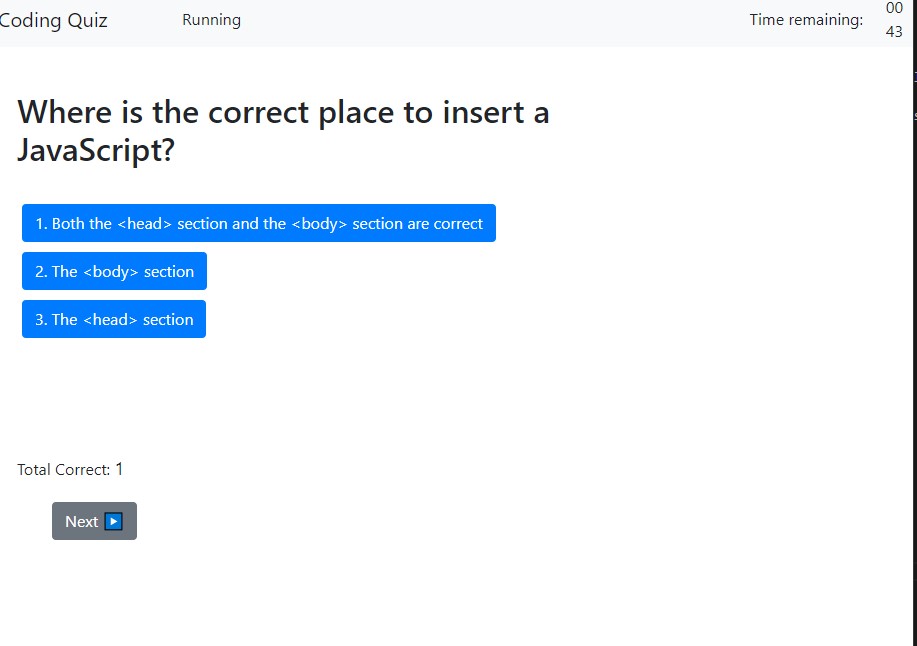 Coding Quiz
Running
Time remaining:
00
43
Where is the correct place to insert a
JavaScript?
1. Both the <head> section and the <body> section are correct
2. The <body> section
3. The <head> section
Total Correct: 1
Next